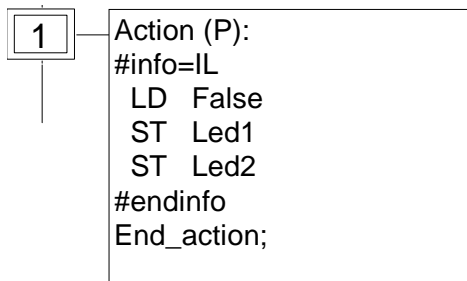 1
Action (P):
#info=IL
LD False
ST Led1
ST Led2
#endinfo
End_action;